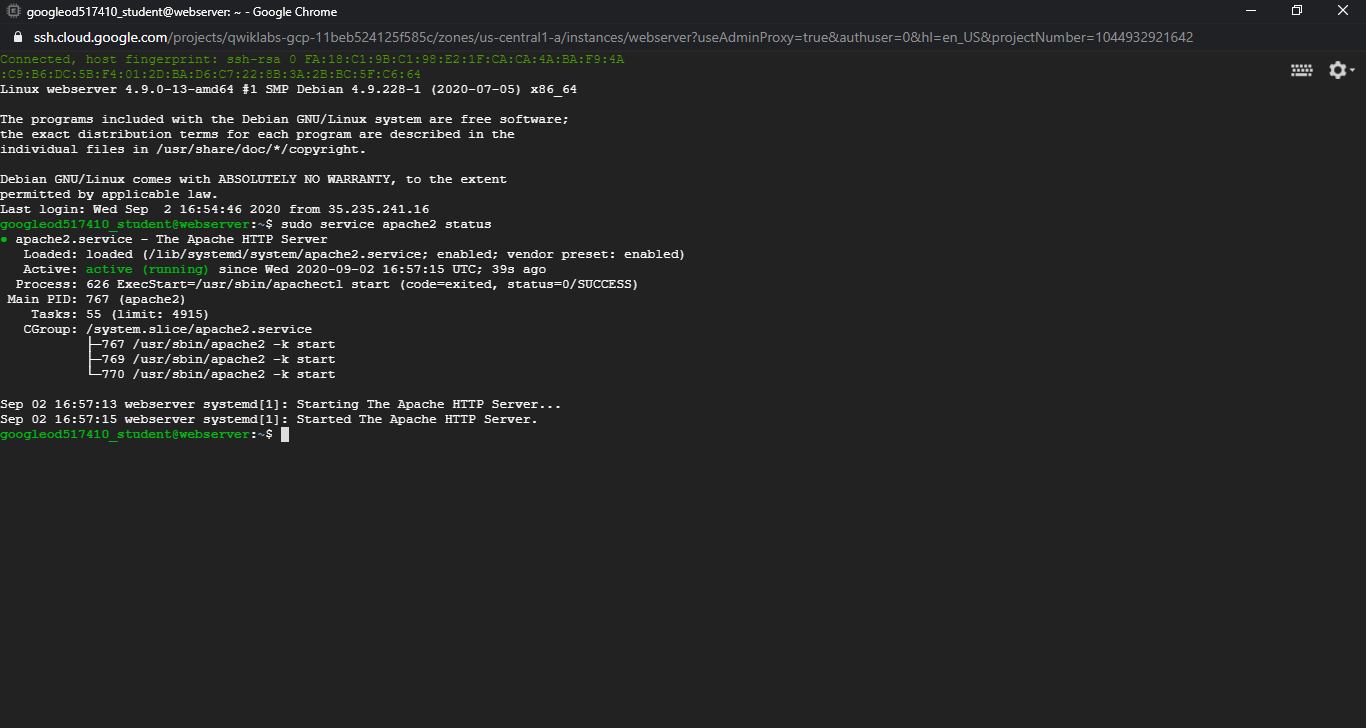 googleod517410_student@webserver: ~ - Google Chrome
ssh.cloud.google.com/projects/qwiklabs-gcp-11beb524125f585c/zones/us-central1-a/instances/webserver?useAdminProxy=true&authuser=0&hl=en_US&projectNumber=1044932921642
Connected, host fingerprint: ssh-rsa 0 FA:18:C1:9B:C1:98:E2:1F:CA:CA:4A:BA:F9:4A
:C9:B6:DC:5B:F4:01:2D:BA:D6:C7:22:8B:3A:2B:BC:5F:C6:64
Linux webserver 4.9.0-13-amd64 #1 SMP Debian 4.9.228-1 (2020-07-05) x86_64
The programs included with the Debian GNU/Linux system are free software;
the exact distribution terms for each program are described in the
individual files in /usr/share/doc/*/copyright.
Debian GNU/Linux comes with ABSOLUTELY NO WARRANTY, to the extent
permitted by applicable law.
Last login: Wed Sep  2 16:54:46 2020 from 35.235.241.16
googleod517410_student@webserver:~$ sudo service apache2 status
● apache2.service - The Apache HTTP Server
   Loaded: loaded (/lib/systemd/system/apache2.service; enabled; vendor preset: enabled)
   Active: active (running) since Wed 2020-09-02 16:57:15 UTC; 39s ago
  Process: 626 ExecStart=/usr/sbin/apachectl start (code=exited, status=0/SUCCESS)
 Main PID: 767 (apache2)
    Tasks: 55 (limit: 4915)
   CGroup: /system.slice/apache2.service
           ├─767 /usr/sbin/apache2 -k start
           ├─769 /usr/sbin/apache2 -k start
           └─770 /usr/sbin/apache2 -k start
Sep 02 16:57:13 webserver systemd[1]: Starting The Apache HTTP Server...
Sep 02 16:57:15 webserver systemd[1]: Started The Apache HTTP Server.
googleod517410_student@webserver:~$